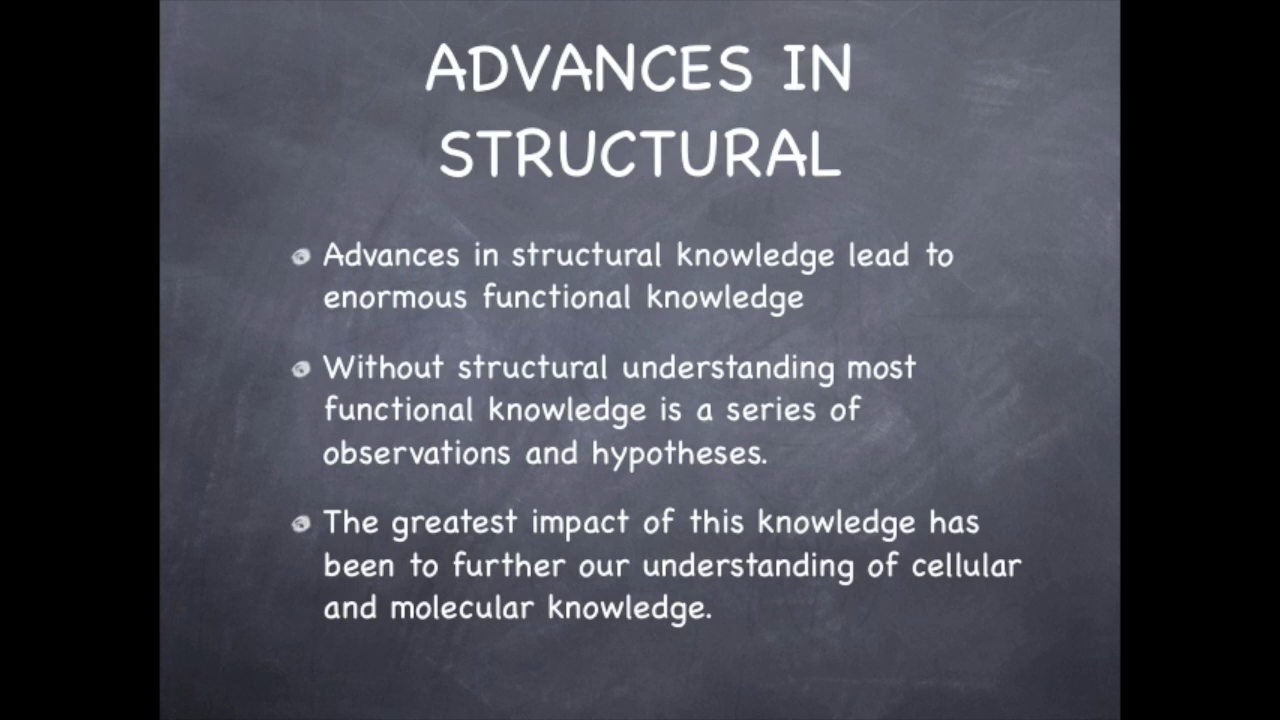 ADVANCES IN
STRUCTURAL
Advances in structural knowledge lead to
enormous functional knowledge
Without structural understanding most
functional knowledge is a series of
observations and hypotheses.
The greatest impact of this knowledge has
been to further our understanding of cellular
and molecular knowledge.